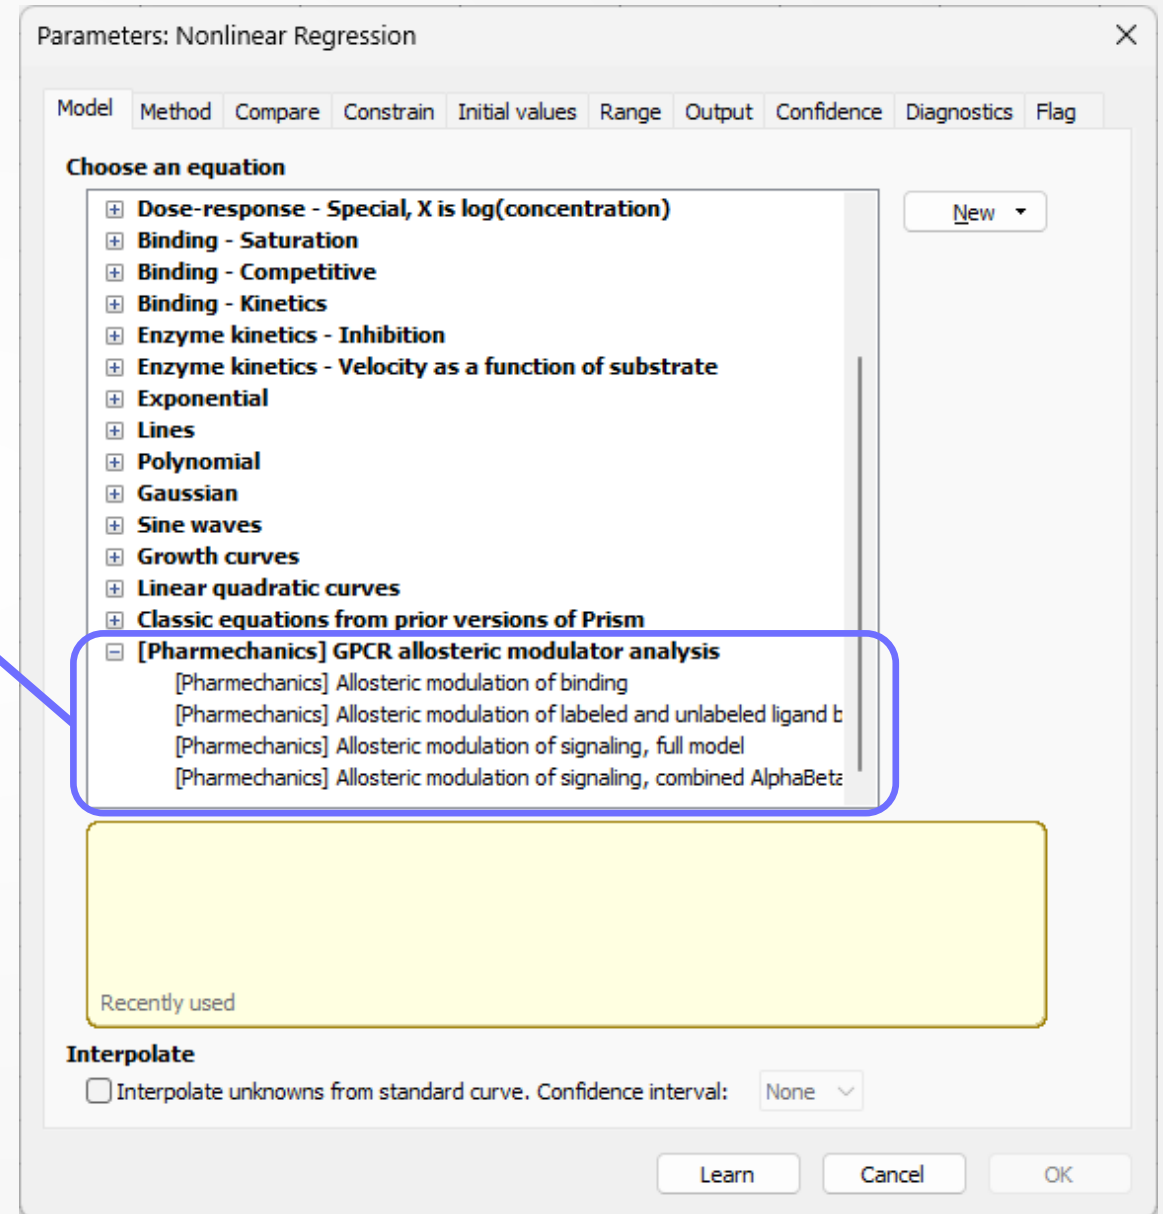 Parameters: Nonlinear Regression
Model Method Compare Constrain Initial values Range Output Confidence Diagnostics Flag
Choose an equation
Dose-response - Special, X is log(concentration)
New
Binding - Saturation
Binding - Competitive
Binding - Kinetics
Enzyme kinetics - Inhibition
Enzyme kinetics - Velocity as a function of substrate
Exponential
Lines
Polynomial
Gaussian
Sine waves
Growth curves
Linear quadratic curves
Classic equations from prior versions of Prism
[Pharmechanics] GPCR allosteric modulator analysis
[Pharmechanics] Allosteric modulation of binding
[Pharmechanics] Allosteric modulation of labeled and unlabeled ligand b
[Pharmechanics] Allosteric modulation of signaling, full model
[Pharmechanics] Allosteric modulation of signaling, combined AlphaBeta
Recently used
Interpolate
Interpolate unknowns from standard curve. Confidence interval: None
Learn Cancel OK